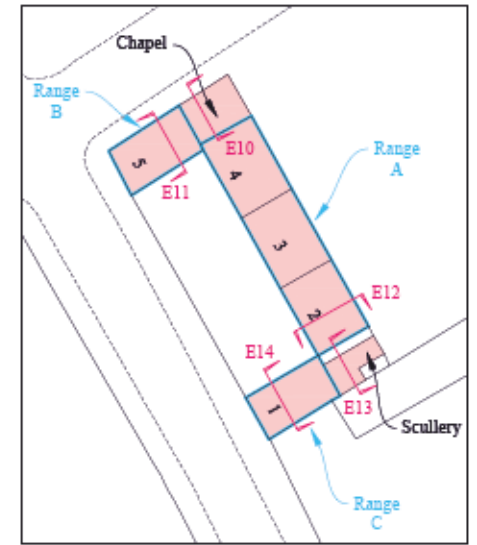 Chapel
Range
B
E10
Range
A
5
4
E11
3
E12
2
E14
1
E13
Scullery
Range
C